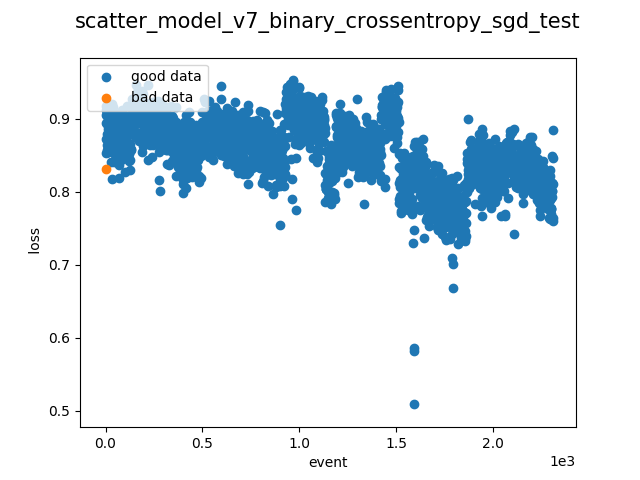 scatter_model_v7_binary_crossentropy_sgd_test
good data
bad data
0.9
0.8
0.7
0.6
0.5
loss
0.0
0.5
1.0
1.5
2.0
1e3
event